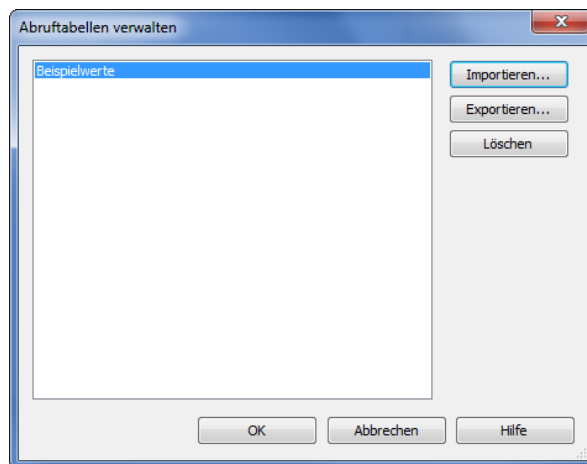 Abruftabellen verwalten
Beispielwerte
Importieren...
Exportieren...
Löschen
OK
Abbrechen
Hilfe